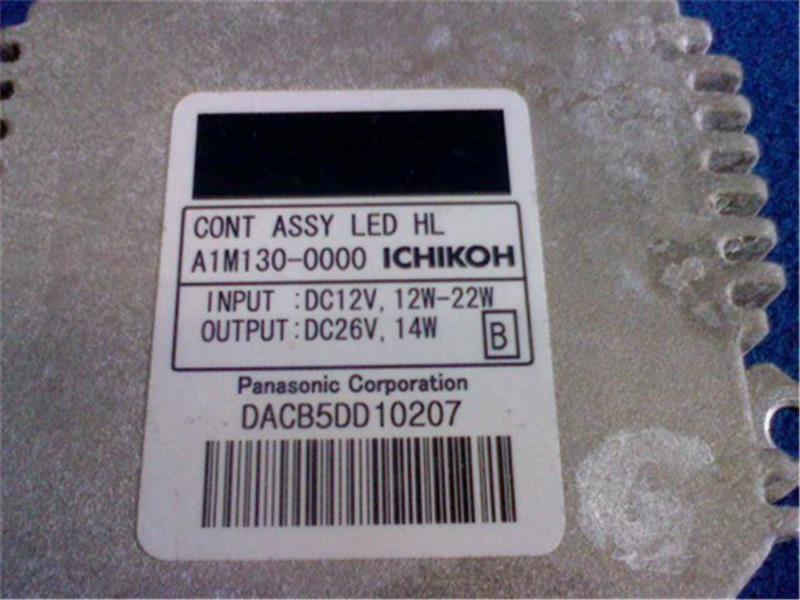 CONT ASSY LED HL
A1M130-0000 ICHIKOH
INPUT :DC12V, 12W-22W
OUTPUT:DC26V, 14W
B
Panasonic Corporation
DACB5DD10207